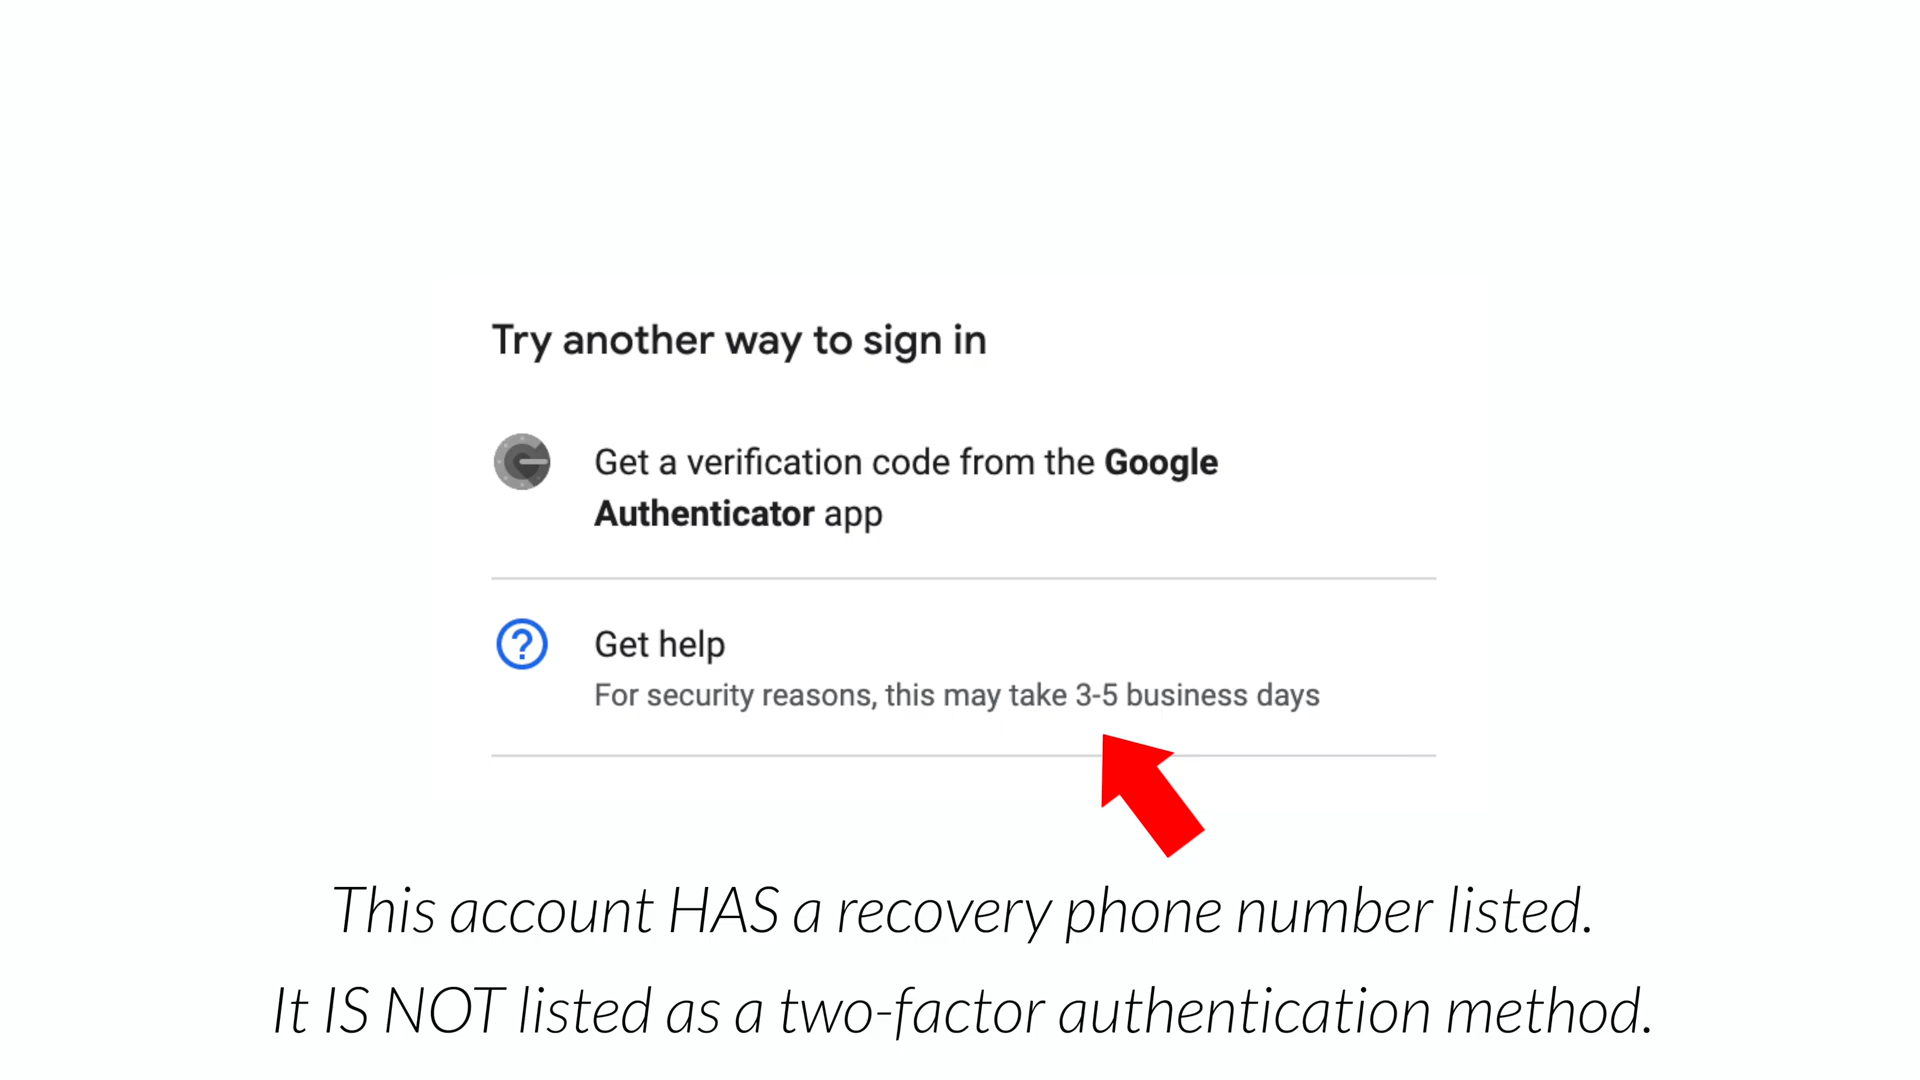 Try another way to sign in
Get a verification code from the Google
Authenticator app
Get help
For security reasons, this may take 3-5 business days
This account HAS a recovery phone number listed.
It IS NOT listed as a two-factor authentication method.